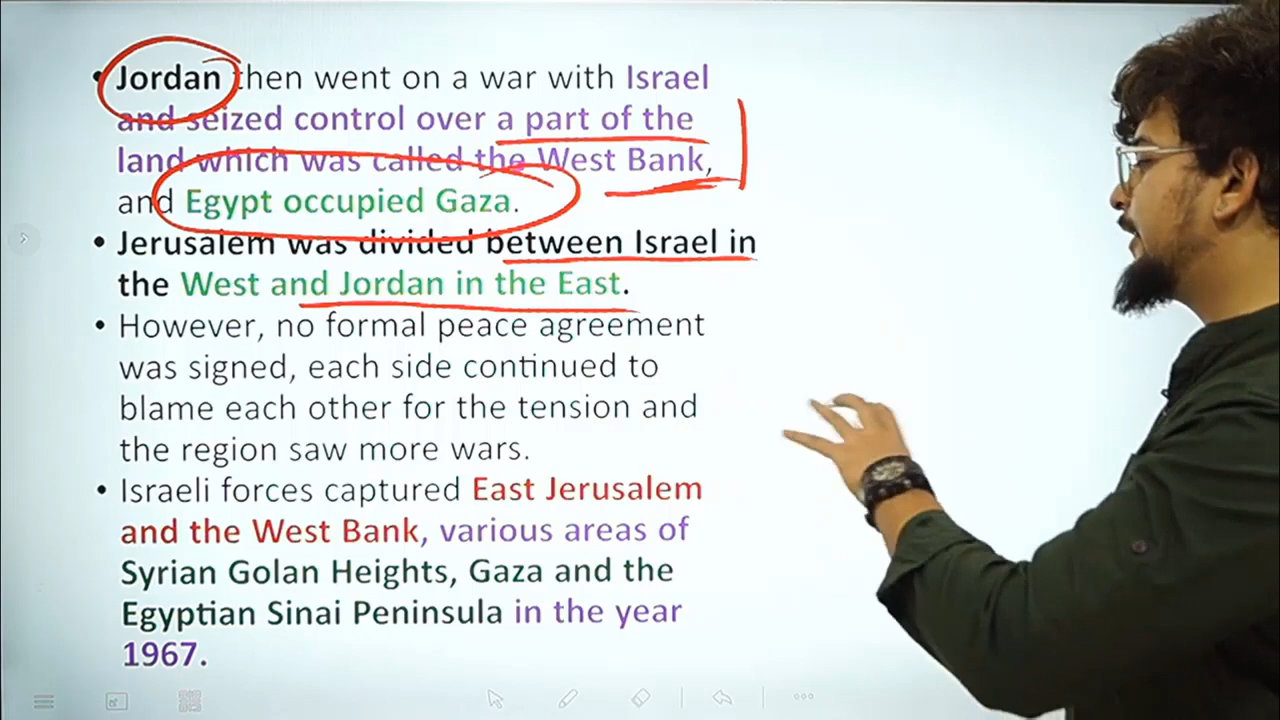 • Jordan then went on a war with Israel
and seized control over a part of the
land which was called the West Bank,
and Egypt occupied Gaza.
• Jerusalem was divided between Israel in
the West and Jordan in the East.
• However, no formal peace agreement
was signed, each side continued to
blame each other for the tension and
the region saw more wars.
• Israeli forces captured East Jerusalem
and the West Bank, various areas of
Syrian Golan Heights, Gaza and the
Egyptian Sinai Peninsula in the year
1967.